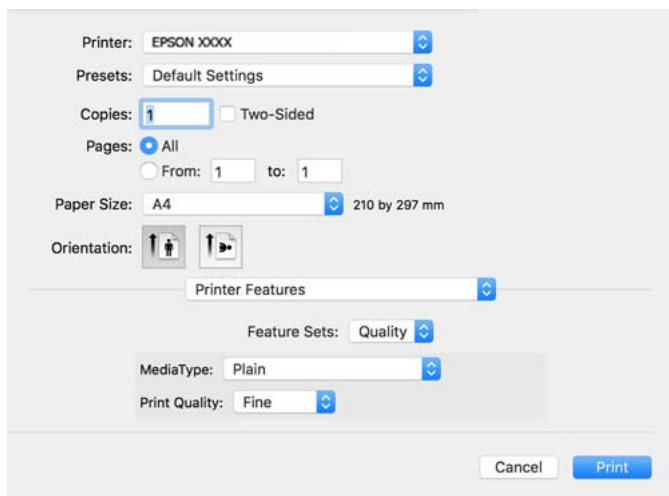 Printer: EPSON XXXX
Presets: Default Settings
Copies: 1 Two-Sided
Pages: All
From: 1 to: 1
Paper Size: A4 210 by 297 mm
Orientation:
Printer Features
Feature Sets: Quality
MediaType: Plain
Print Quality: Fine
Cancel Print